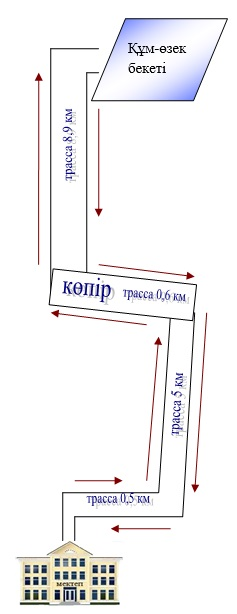 Құм-өзек
бекеті
трасса 8,9 км
көпір трасса 0,6 км
трасса 5 км
трасса 0,5 км
мектеп